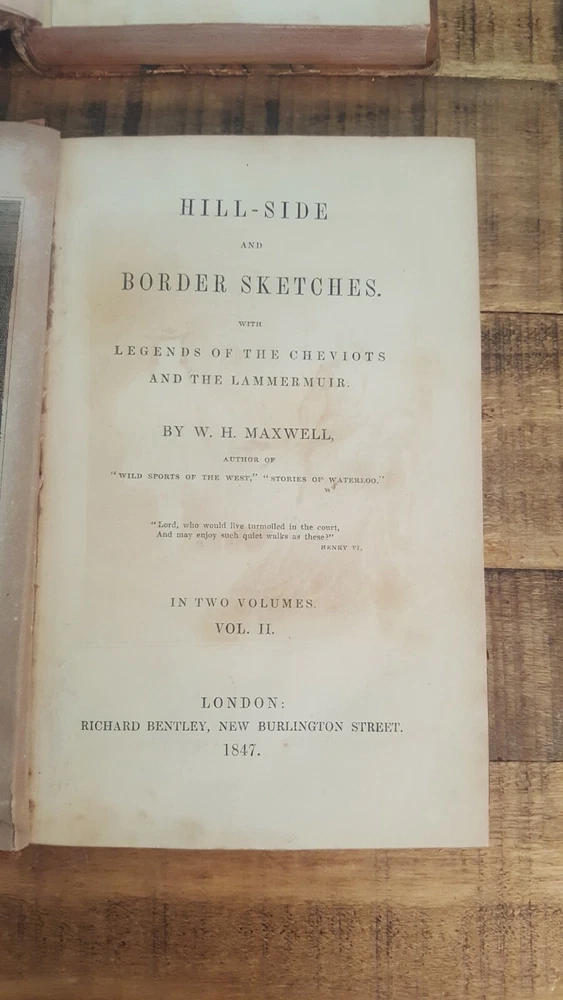 HILL-SIDE
AND
BORDER SKETCHES.
WITH
LEGENDS OF THE CHEVIOTS
AND THE LAMMERMUIR.
BY W. H. MAXWELL,
AUTHOR OF
"WILD SPORTS OF THE WEST," "STORIES OF WATERLOO."
"Lord, who would live turmoiled in the court,
And may enjoy such quiet walks as these?"
HENRY VI.
IN TWO VOLUMES.
VOL. II.
LONDON:
RICHARD BENTLEY, NEW BURLINGTON STREET.
1847.